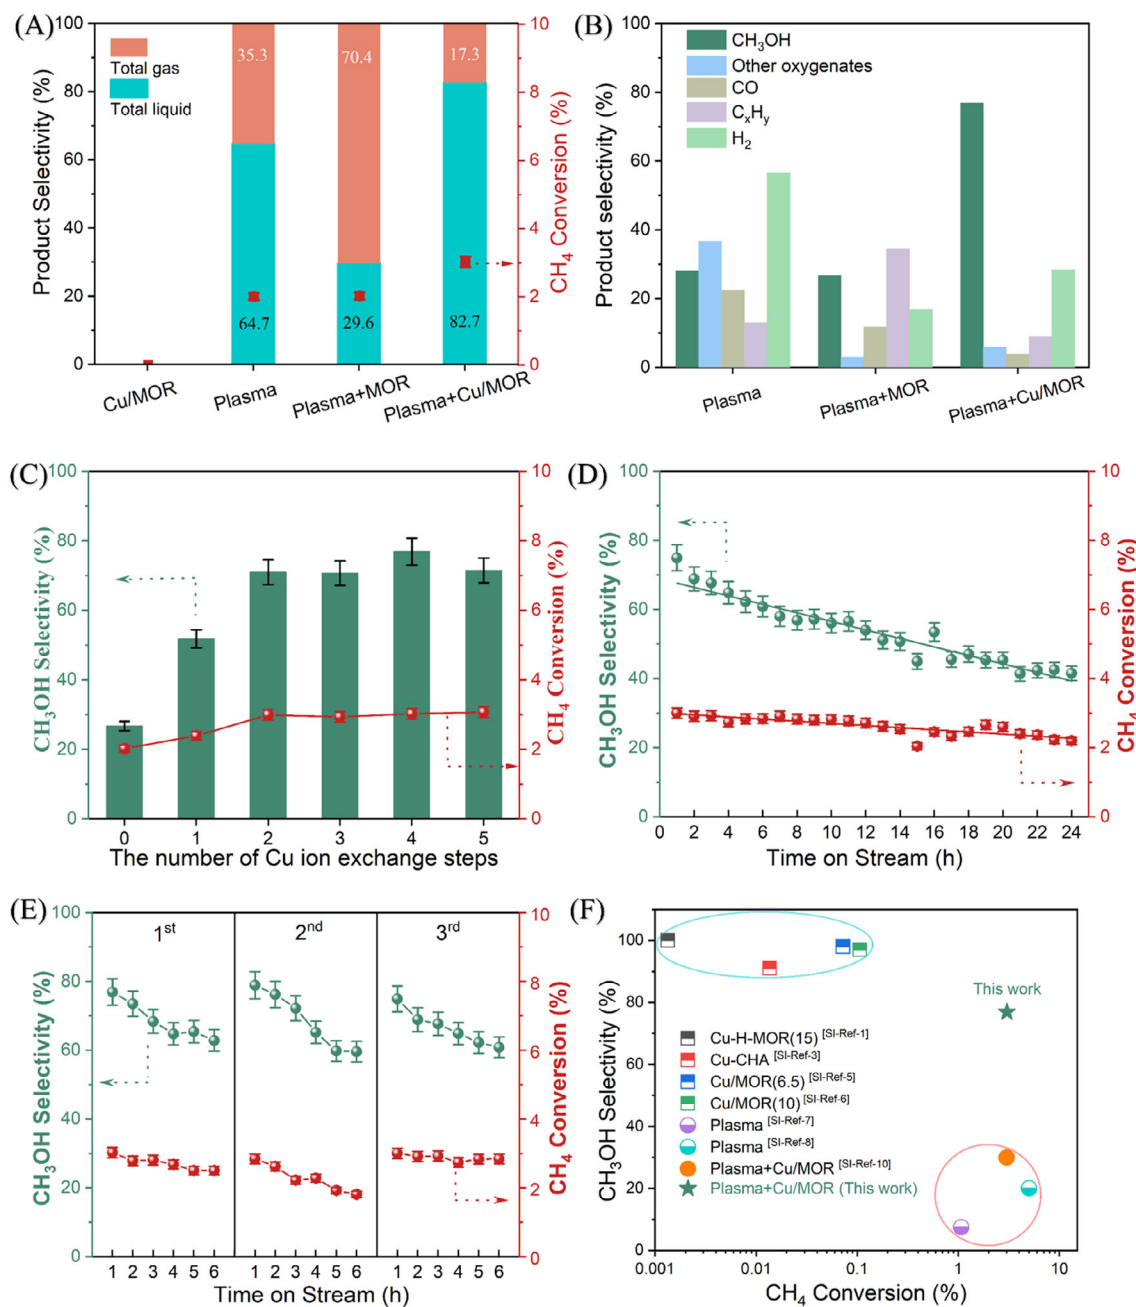 (A)
Product Selectivity (%)
100
80
60
40
20
0
Total gas
Total liquid
35.3
70.4
17.3
64.7
29.6
82.7
10
8
6
4
2
0
CH₄ Conversion (%)
Cu/MOR
Plasma
Plasma+MOR
Plasma+Cu/MOR
(B)
Product selectivity (%)
100
80
60
40
20
0
CH₃OH
Other oxygenates
CO
CₓHᵧ
H₂
Plasma
Plasma+MOR
Plasma+Cu/MOR
(C)
CH₃OH Selectivity (%)
100
80
60
40
20
0
10
8
6
4
2
0
CH₄ Conversion (%)
0 1 2 3 4 5
The number of Cu ion exchange steps
(D)
CH₃OH Selectivity (%)
100
80
60
40
20
0
10
8
6
4
2
0
CH₄ Conversion (%)
0 2 4 6 8 10 12 14 16 18 20 22 24
Time on Stream (h)
(E)
CH₃OH Selectivity (%)
100
80
60
40
20
0
1st
2nd
3rd
10
8
6
4
2
0
CH₄ Conversion (%)
1 2 3 4 5 6 1 2 3 4 5 6 1 2 3 4 5 6
Time on Stream (h)
(F)
CH₃OH Selectivity (%)
100
80
60
40
20
0
This work
Cu-H-MOR(15) [SI-Ref-1]
Cu-CHA [SI-Ref-3]
Cu/MOR(6.5) [SI-Ref-5]
Cu/MOR(10) [SI-Ref-6]
Plasma [SI-Ref-7]
Plasma [SI-Ref-8]
Plasma+Cu/MOR [SI-Ref-10]
Plasma+Cu/MOR (This work)
0.001 0.01 0.1 1 10
CH₄ Conversion (%)